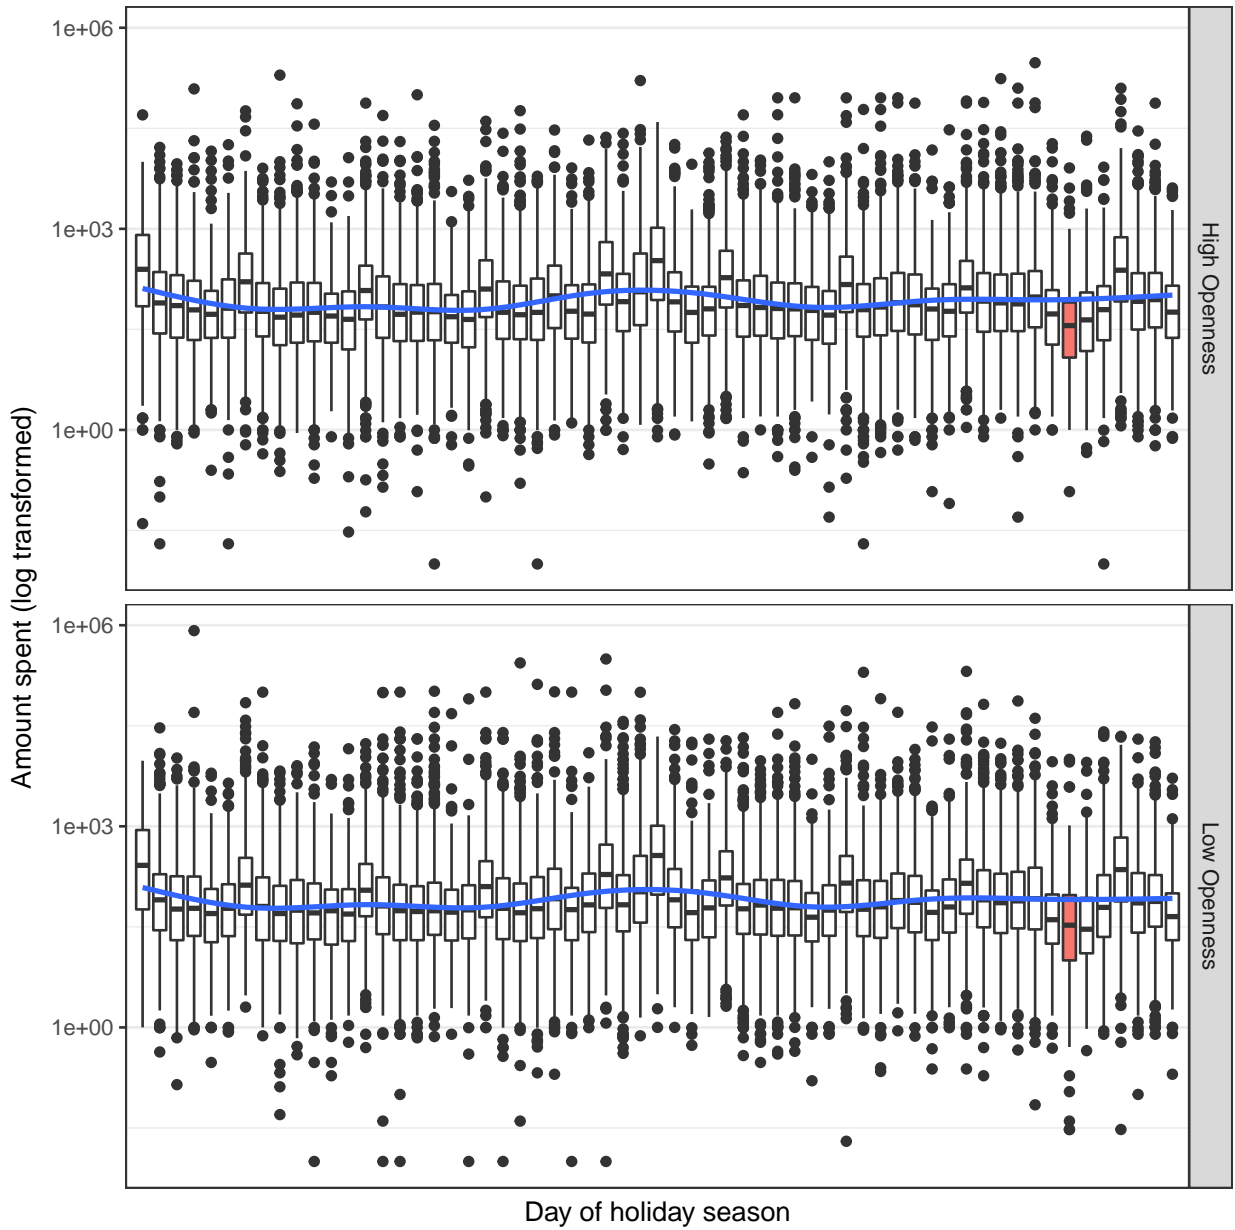 1e+06
1e+03
1e+00
High Openness
1e+06
1e+03
1e+00
Low Openness
Amount spent (log transformed)
Day of holiday season